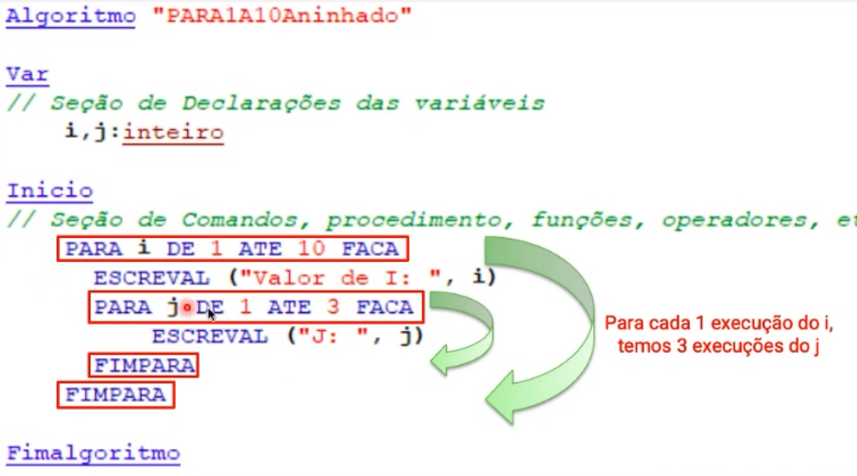 Algoritmo "PARA1A10Aninhado"
Var
// Seção de Declarações das variáveis
i,j:inteiro
Inicio
// Seção de Comandos, procedimento, funções, operadores, et
PARA i DE 1 ATE 10 FACA
ESCREVAL ("Valor de I: ", i)
PARA j DE 1 ATE 3 FACA
ESCREVAL ("J: ", j)
FIMPARA
FIMPARA
Para cada 1 execução do i,
temos 3 execuções do j
Fimalgoritmo